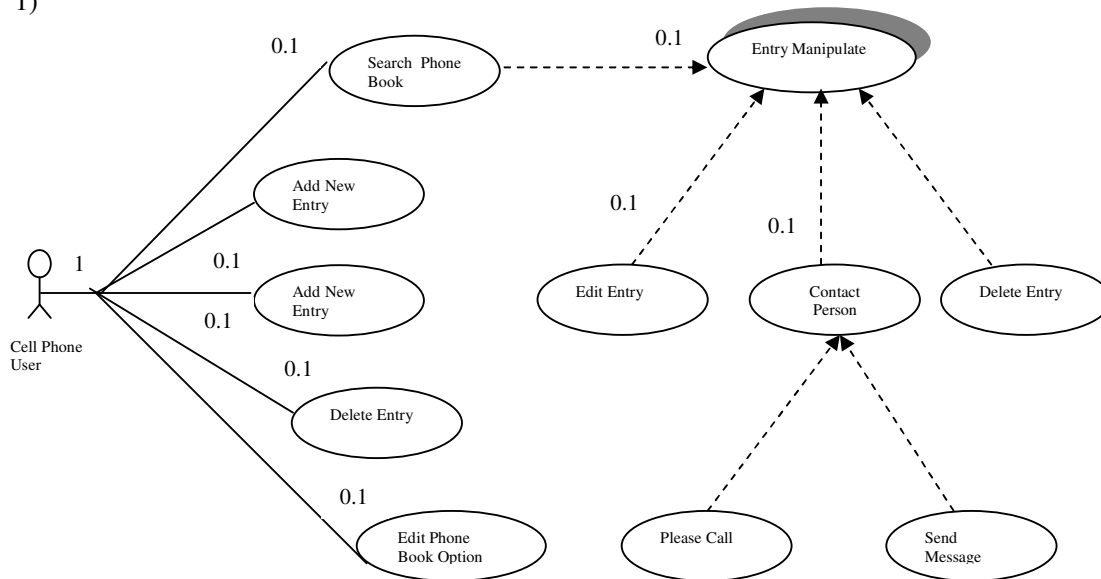 1)
0.1
Search Phone
Book
0.1
Entry Manipulate
Add New
Entry
0.1
0.1
1
0.1
Add New
Entry
Edit Entry
Contact
Person
Delete Entry
0.1
Cell Phone
User
0.1
Delete Entry
0.1
Edit Phone
Book Option
Please Call
Send
Message